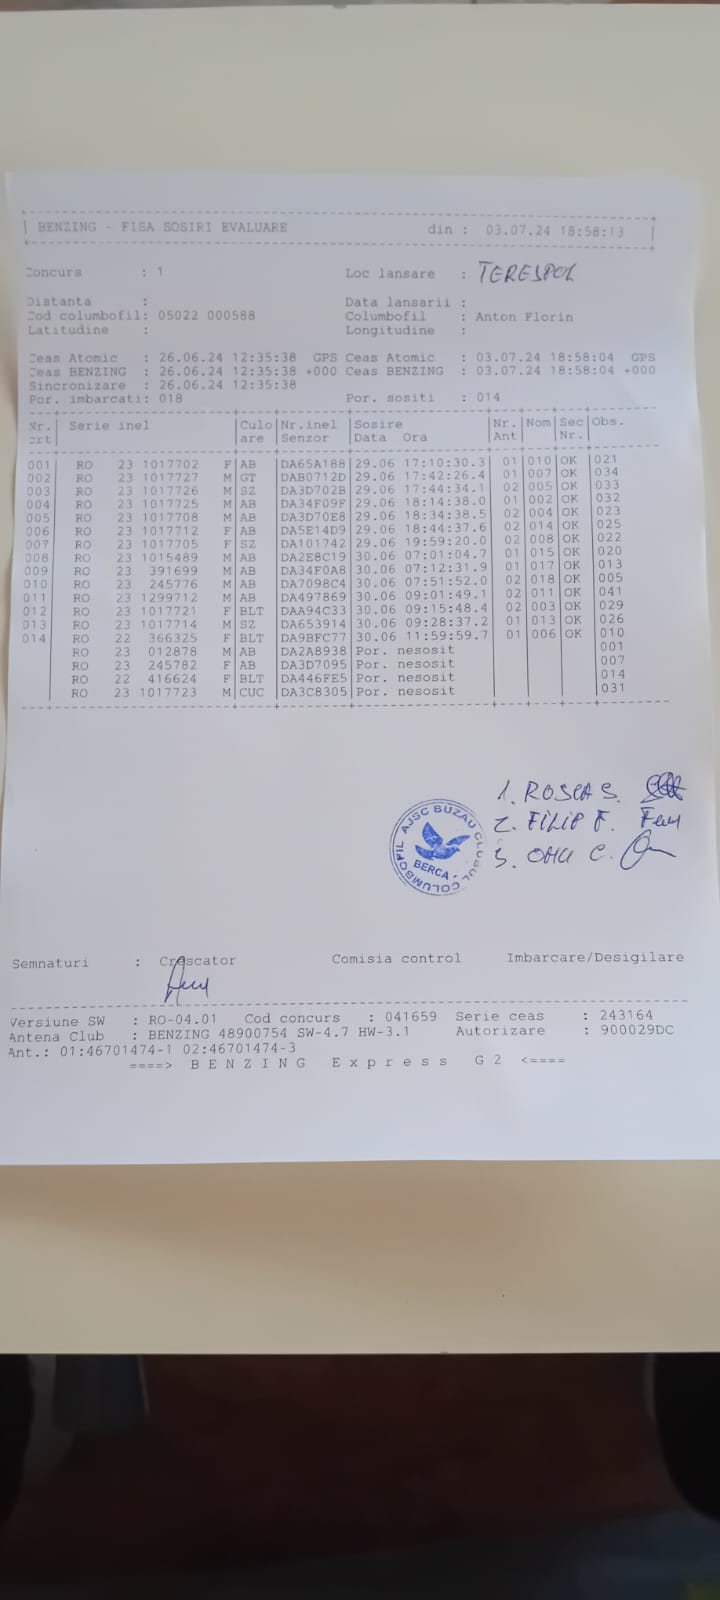 BENZING - FISA SOSIRI EVALUARE din : 03.07.24 18:58:13
Concurs : 1 Loc lansare : TERESPOL
Distanta : Data lansarii :
Cod columbofil: 05022 000588 Columbofil : Anton Florin
Latitudine : Longitudine :
Ceas Atomic : 26.06.24 12:35:38 GPS Ceas Atomic : 03.07.24 18:58:04 GPS
Ceas BENZING : 26.06.24 12:35:38 +000 Ceas BENZING : 03.07.24 18:58:04 +000
Sincronizare : 26.06.24 12:35:38
Por. imbarcati: 018 Por. sositi : 014
Nr. Serie inel Culo Nr.inel Sosire Nr. Nom Sec Obs.
crt are Senzor Data Ora Ant Nr.
001 RO 23 1017702 F AB DA65A188 29.06 17:10:30.3 01 010 OK 021
002 RO 23 1017727 M GT DAB0712D 29.06 17:42:26.4 01 007 OK 034
003 RO 23 1017726 M SZ DA3D702B 29.06 17:44:34.1 02 005 OK 033
004 RO 23 1017725 M AB DA34F09F 29.06 18:14:38.0 01 002 OK 032
005 RO 23 1017708 M AB DA3D70E8 29.06 18:34:38.5 02 004 OK 023
006 RO 23 1017712 F AB DA5E14D9 29.06 18:44:37.6 02 014 OK 025
007 RO 23 1017705 F SZ DA101742 29.06 19:59:20.0 02 008 OK 022
008 RO 23 1015489 M AB DA2E8C19 30.06 07:01:04.7 01 015 OK 020
009 RO 23 391699 M AB DA34F0A8 30.06 07:12:31.9 01 017 OK 013
010 RO 23 245776 M AB DA7098C4 30.06 07:51:52.0 02 018 OK 005
011 RO 23 1299712 M AB DA497869 30.06 09:01:49.1 02 011 OK 041
012 RO 23 1017721 F BLT DAA94C33 30.06 09:15:48.4 02 003 OK 029
013 RO 23 1017714 M SZ DA653914 30.06 09:28:37.2 01 013 OK 026
014 RO 22 366325 F BLT DA9BFC77 30.06 11:59:59.7 01 006 OK 010
RO 23 012878 M AB DA2A8938 Por. nesosit 001
RO 23 245782 F AB DA3D7095 Por. nesosit 007
RO 22 416624 F BLT DA446FE5 Por. nesosit 014
RO 23 1017723 M CUC DA3C8305 Por. nesosit 031
1. ROSCA S.
2. FILIP F.
3. C.
AJSC BUZAU CLUBUL COLUMBOFIL
BERCA
Semnaturi : Crescator Comisia control Imbarcare/Desigilare
Versiune SW : RO-04.01 Cod concurs : 041659 Serie ceas : 243164
Antena Club : BENZING 48900754 SW-4.7 HW-3.1 Autorizare : 900029DC
Ant.: 01:46701474-1 02:46701474-3
====> B E N Z I N G E x p r e s s G 2 <====